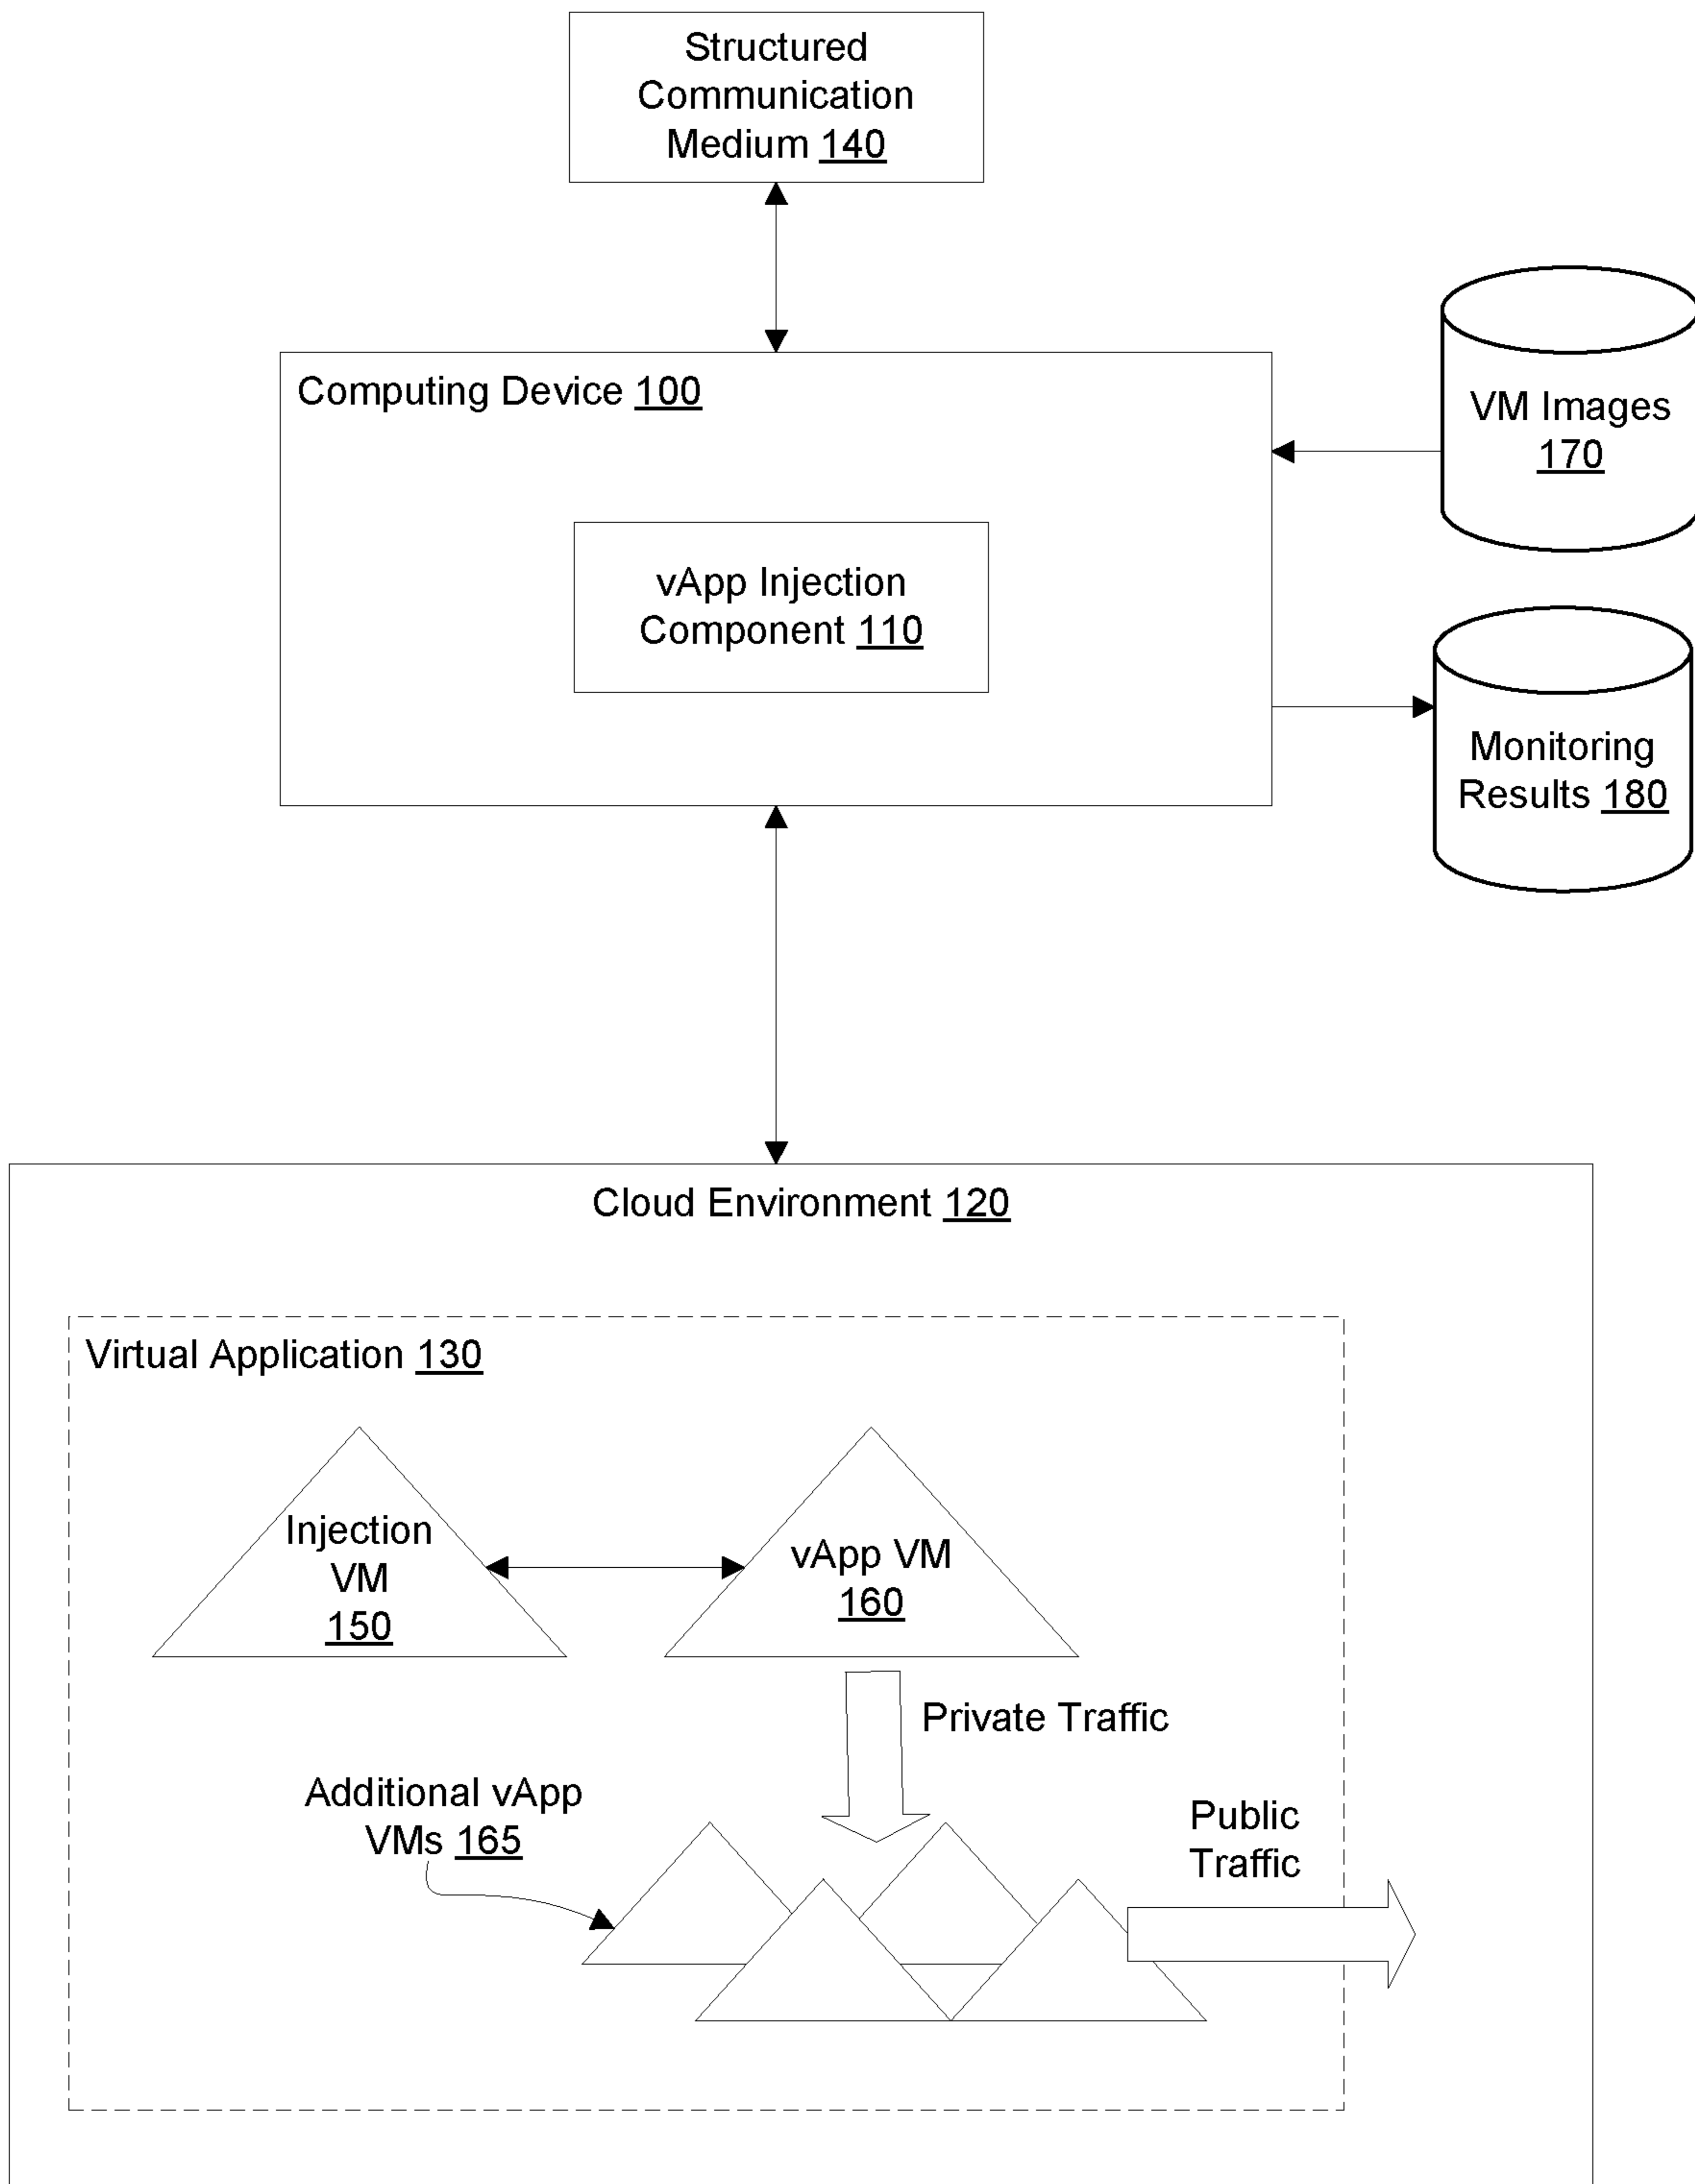 Structured
Communication
Medium 140
Computing Device 100
VM Images
170
vApp Injection
Component 110
Monitoring
Results 180
Cloud Environment 120
Virtual Application 130
Injection
VM
150
vApp VM
160
Private Traffic
Additional vApp
VMs 165
Public
Traffic